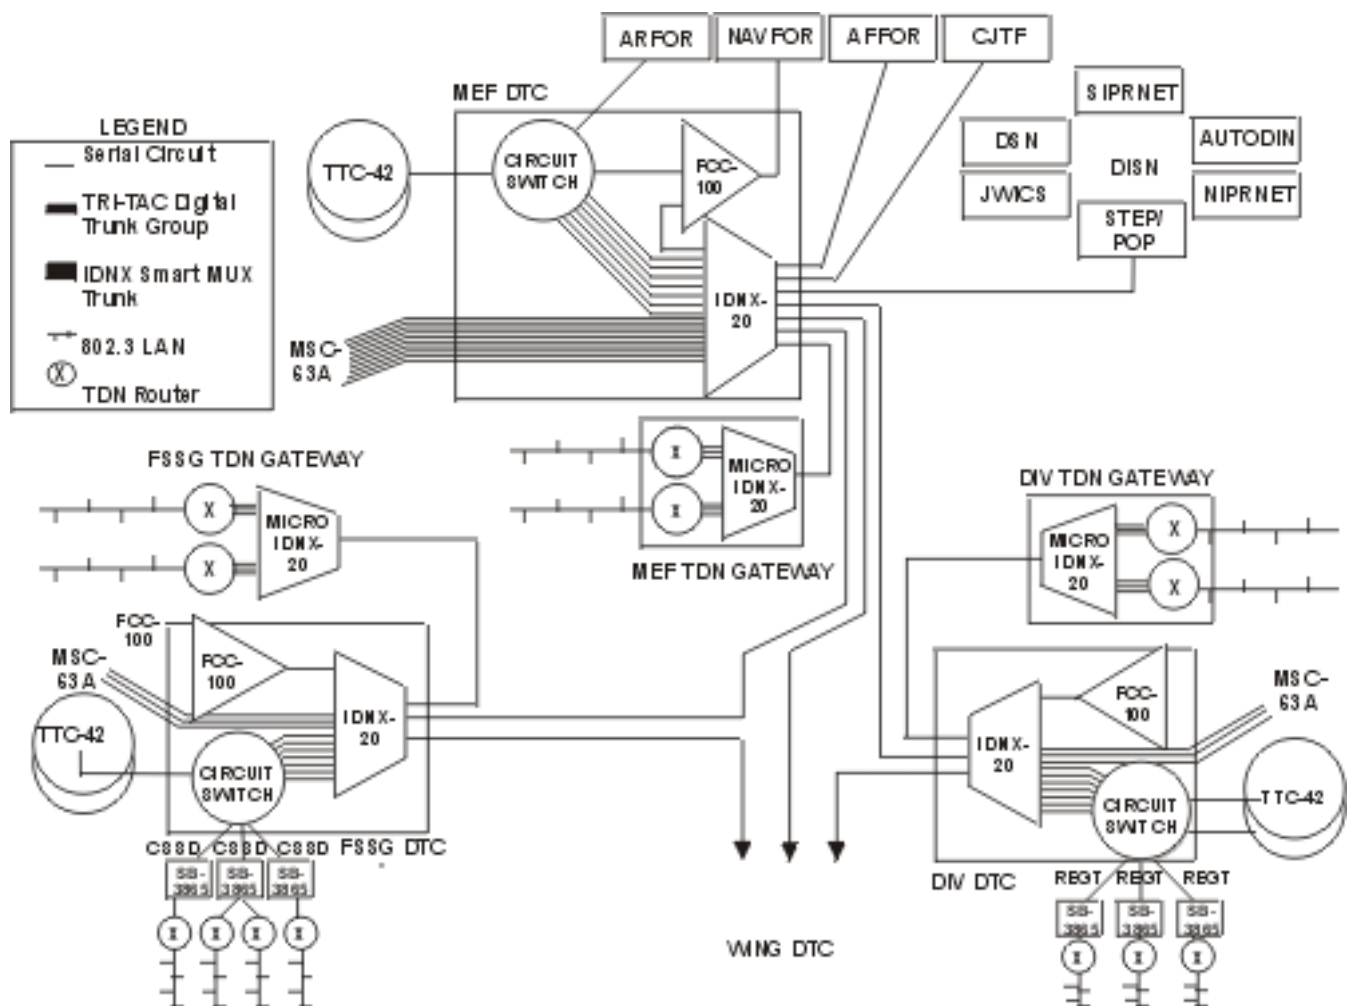 ARFOR
NAVFOR
AFFOR
CJTF
MEF DTC
SIPRNET
DSN
AUTODIN
DISN
JWICS
NIPRNET
STEP/
POP
LEGEND
Serial Circuit
TRI-TAC Digital
Trunk Group
IDNX Smart MUX
Trunk
802.3 LAN
X
TDN Router
TTC-42
CIRCUIT
SWITCH
FCC-
100
IDNX-
20
MSC-
63A
FSSG TDN GATEWAY
X
X
MICRO
IDNX-
20
X
X
MICRO
IDNX-
20
MEF TDN GATEWAY
DIV TDN GATEWAY
MICRO
IDNX-
20
X
X
FCC-
100
FCC-
100
MSC-
63A
TTC-42
IDNX-
20
CIRCUIT
SWITCH
CSSD CSSD CSSD FSSG DTC
SB-
3865
SB-
3865
SB-
3865
X
X
X
X
WING DTC
FCC-
100
IDNX-
20
MSC-
63A
CIRCUIT
SWITCH
TTC-42
DIV DTC
REGT REGT REGT
SB-
3865
SB-
3865
SB-
3865
X
X
X